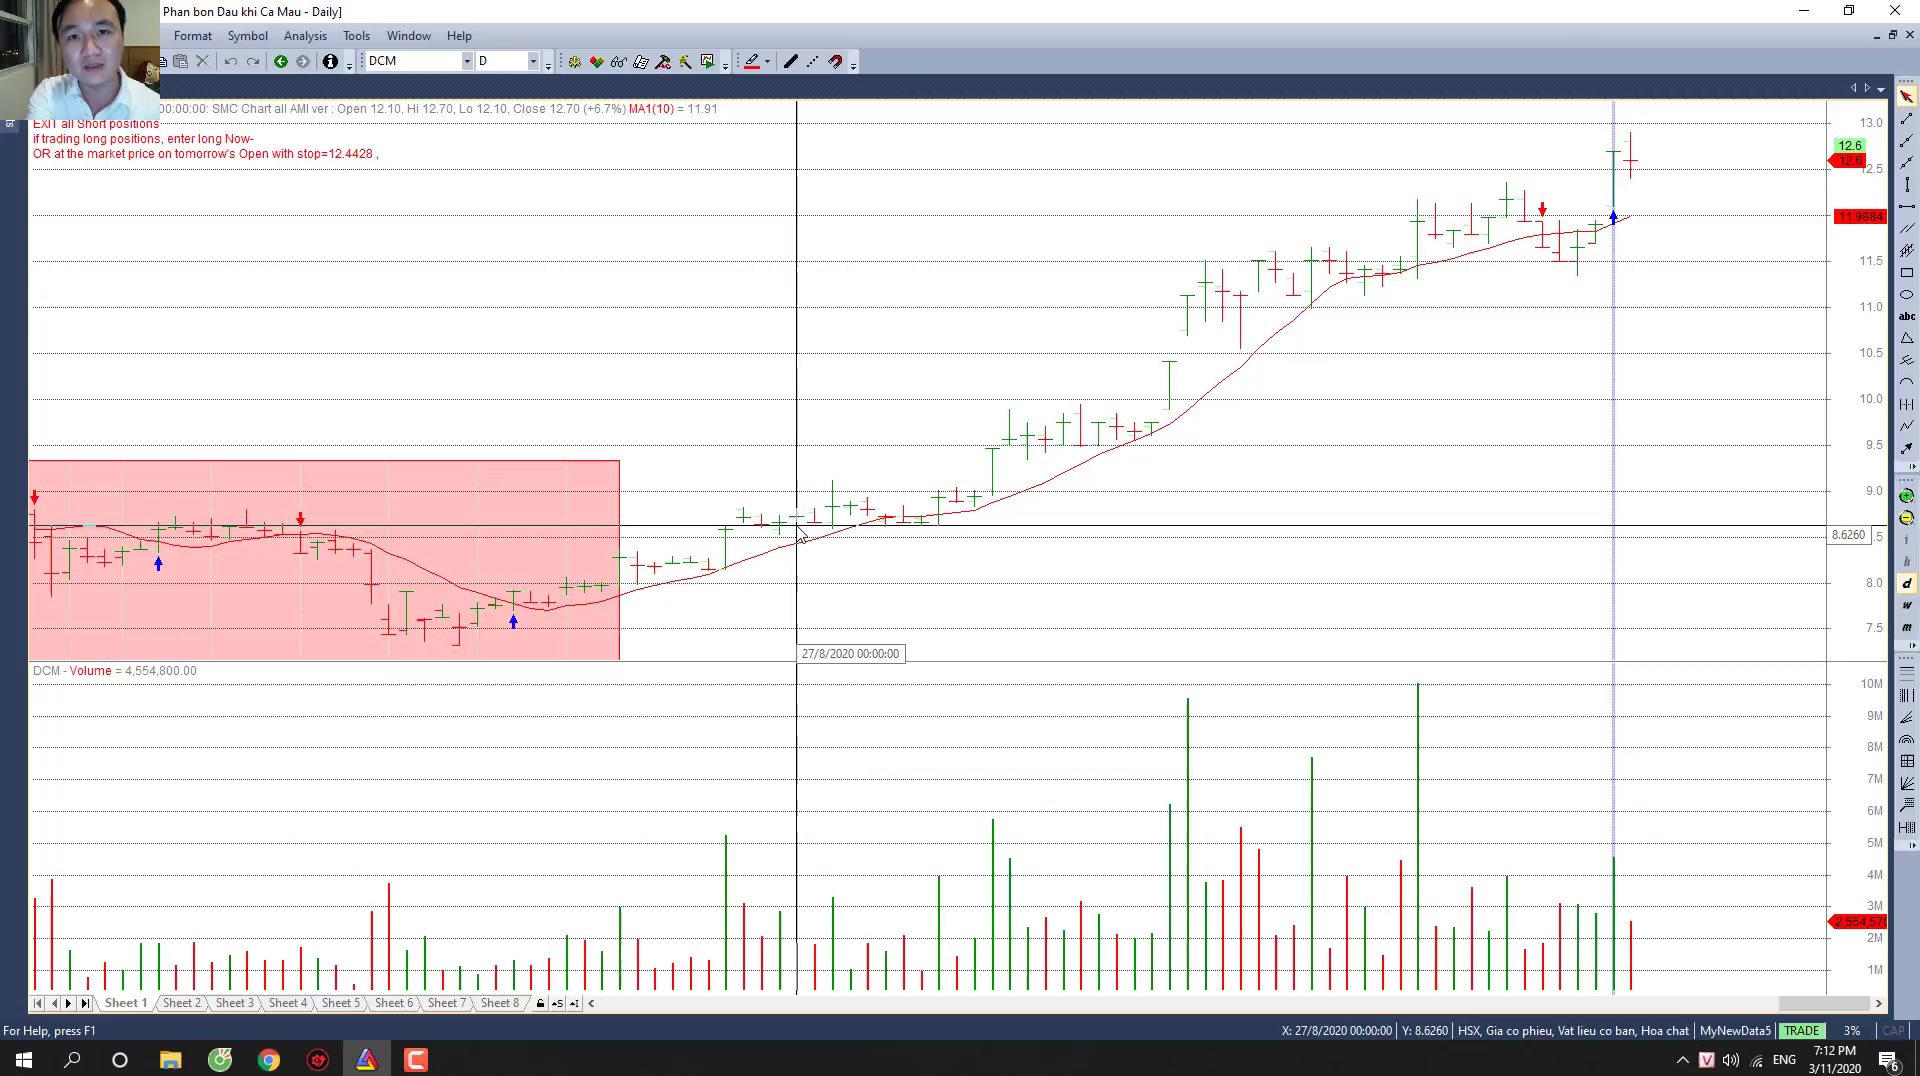 Phan bon Dau khi Ca Mau - Daily]
Format Symbol Analysis Tools Window Help
DCM D
00:00:00: SMC Chart all AMI ver : Open 12.10, Hi 12.70, Lo 12.10, Close 12.70 (+6.7%) MA1(10) = 11.91
EXIT all Short positions
if trading long positions, enter long Now-
OR at the market price on tomorrow's Open with stop=12.4428 ,
13.0
12.6
12.6
12.5
11.9884
11.5
11.0
10.5
10.0
9.5
9.0
8.6260
8.0
7.5
27/8/2020 00:00:00
DCM - Volume = 4,554,800.00
10M
9M
8M
7M
6M
5M
4M
3M
2,554,570
2M
1M
abc
i
h
d
w
m
Sheet 1 Sheet 2 Sheet 3 Sheet 4 Sheet 5 Sheet 6 Sheet 7 Sheet 8
For Help, press F1
X: 27/8/2020 00:00:00 Y: 8.6260 HSX, Gia co phieu, Vat lieu co ban, Hoa chat MyNewData5 TRADE 3% CAP
ENG
7:12 PM
3/11/2020
6